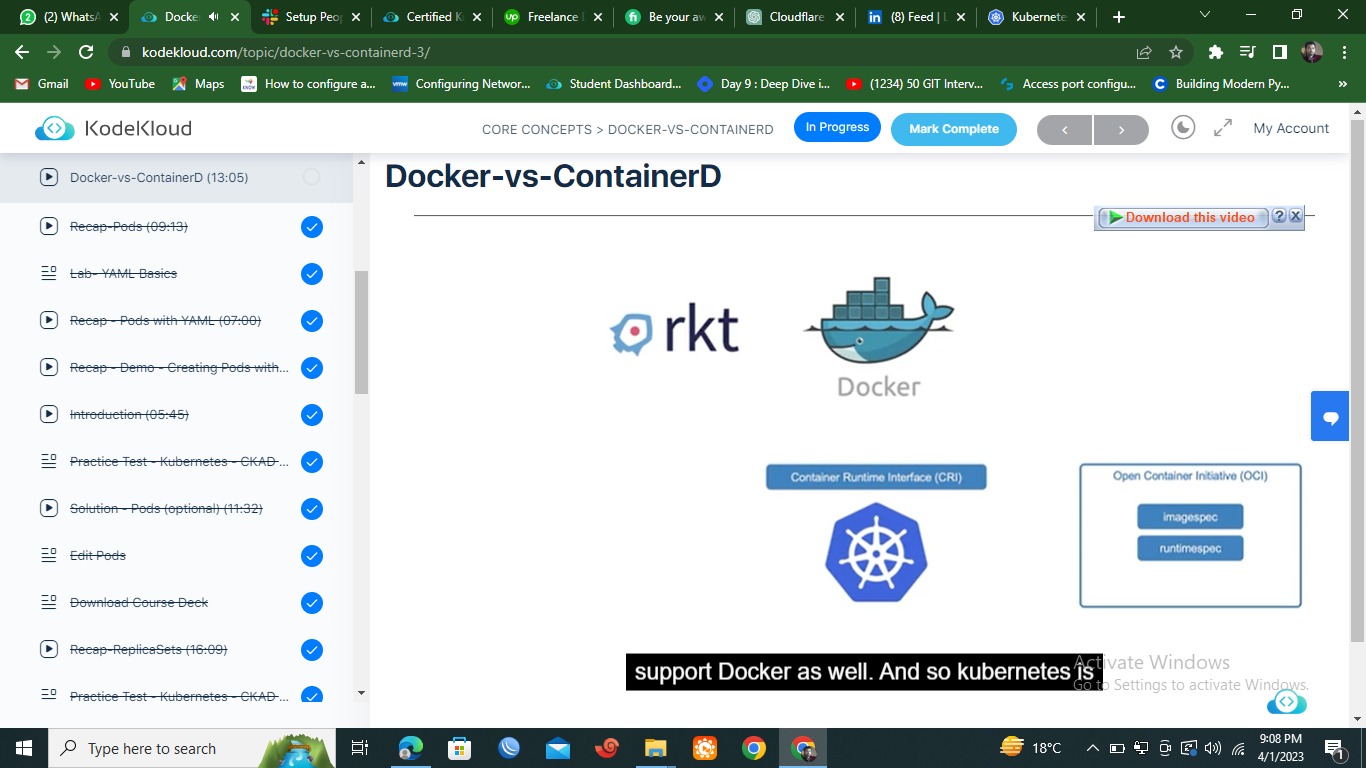 (2) WhatsA
Docke
Setup Peop
Certified K
Freelance
Be your aw
Cloudflare
(8) Feed | L
Kubernete
kodekloud.com/topic/docker-vs-containerd-3/
Gmail
YouTube
Maps
How to configure a...
Configuring Networ...
Student Dashboard...
Day 9 : Deep Dive i...
(1234) 50 GIT Interv...
Access port configu...
Building Modern Py...
»
KodeKloud
CORE CONCEPTS > DOCKER-VS-CONTAINERD
In Progress
Mark Complete
My Account
Docker-vs-ContainerD (13:05)
Recap-Pods (09:13)
Lab- YAML Basics
Recap - Pods with YAML (07:00)
Recap - Demo - Creating Pods with...
Introduction (05:45)
Practice Test - Kubernetes - CKAD ...
Solution - Pods (optional) (11:32)
Edit Pods
Download Course Deck
Recap-ReplicaSets (16:09)
Practice Test - Kubernetes - CKAD ...
Docker-vs-ContainerD
Download this video
? X
rkt
Docker
Container Runtime Interface (CRI)
Open Container Initiative (OCI)
imagespec
runtimespec
support Docker as well. And so kubernetes is
Activate Windows
Go to Settings to activate Windows.
Type here to search
18°C
9:08 PM
4/1/2023
1